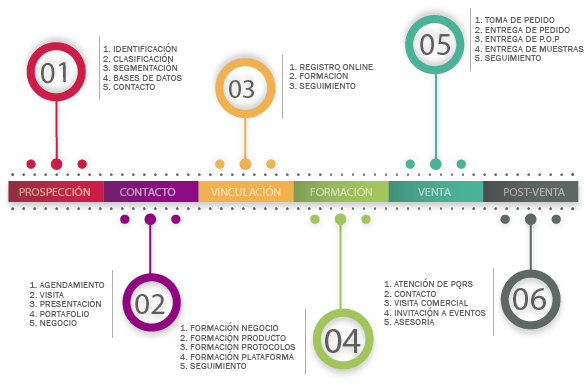 01
1. IDENTIFICACIÓN
2. CLASIFICACIÓN
3. SEGMENTACIÓN
4. BASES DE DATOS
5. CONTACTO
03
1. REGISTRO ONLINE
2. FORMACIÓN
3. SEGUIMIENTO
05
1. TOMA DE PEDIDO
2. ENTREGA DE PEDIDO
3. ENTREGA DE P.O.P
4. ENTREGA DE MUESTRAS
5. SEGUIMIENTO
PROSPECCIÓN CONTACTO VINCULACIÓN FORMACIÓN VENTA POST-VENTA
1. AGENDAMIENTO
2. VISITA
3. PRESENTACIÓN
4. PORTAFOLIO
5. NEGOCIO
02
1. FORMACIÓN NEGOCIO
2. FORMACIÓN PRODUCTO
3. FORMACIÓN PROTOCOLOS
4. FORMACIÓN PLATAFORMA
5. SEGUIMIENTO
04
1. ATENCIÓN DE PQRS
2. CONTACTO
3. VISITA COMERCIAL
4. INVITACIÓN A EVENTOS
5. ASESORÍA
06